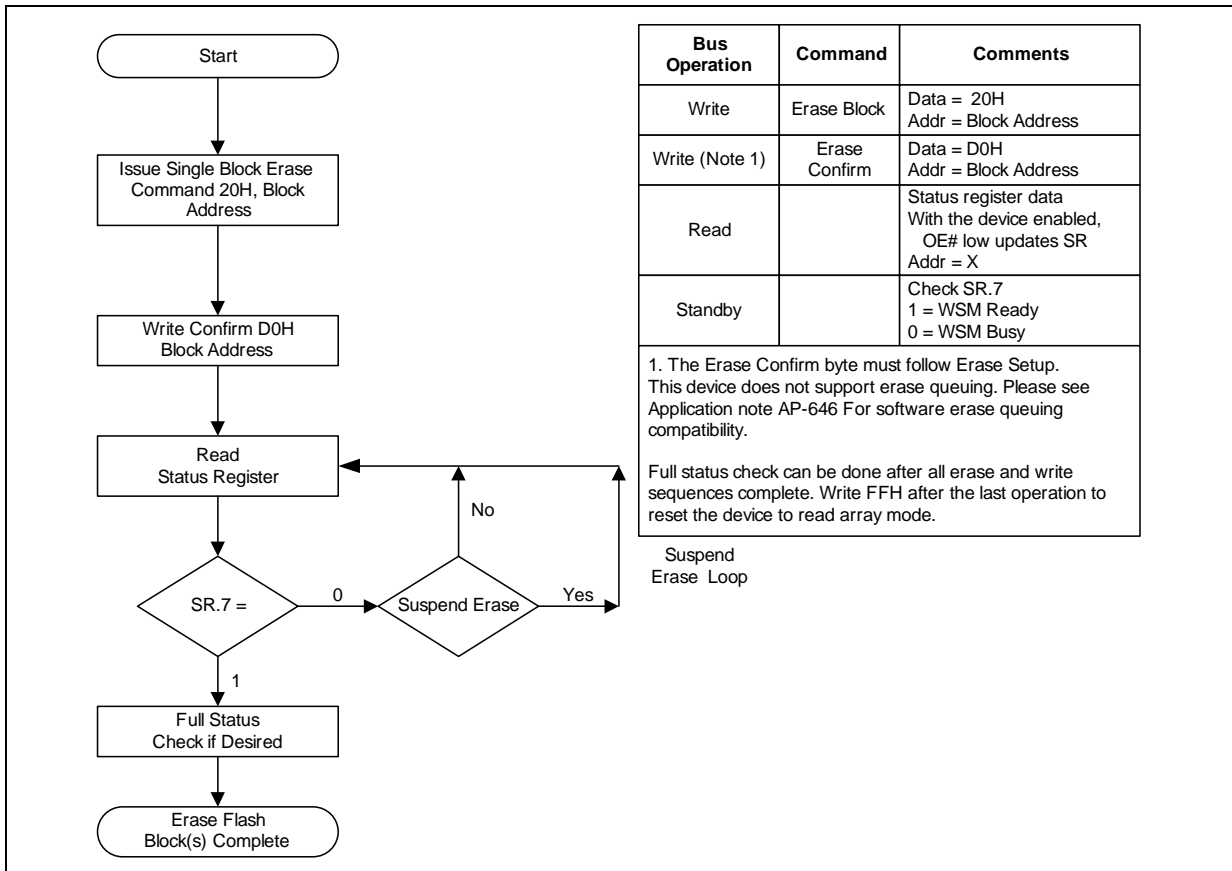 Start
Issue Single Block Erase
Command 20H, Block
Address
Write Confirm D0H
Block Address
Read
Status Register
No
SR.7 =
0
Suspend Erase
Yes
1
Full Status
Check if Desired
Erase Flash
Block(s) Complete
Bus
Operation
Command
Comments
Write
Erase Block
Data = 20H
Addr = Block Address
Write (Note 1)
Erase
Confirm
Data = D0H
Addr = Block Address
Read
Status register data
With the device enabled,
OE# low updates SR
Addr = X
Standby
Check SR.7
1 = WSM Ready
0 = WSM Busy
1. The Erase Confirm byte must follow Erase Setup.
This device does not support erase queuing. Please see
Application note AP-646 For software erase queuing
compatibility.
Full status check can be done after all erase and write
sequences complete. Write FFH after the last operation to
reset the device to read array mode.
Suspend
Erase Loop